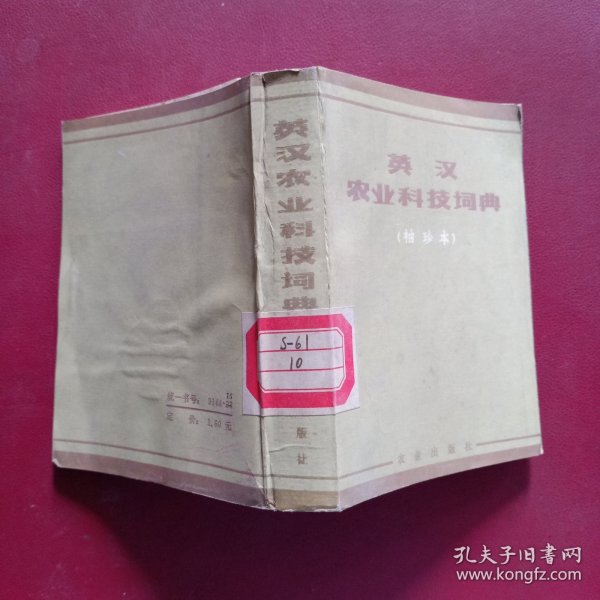 英汉
农业科技词典
(袖珍本)
农业出版社
英汉农业科技词典
S-61
10
版社
统一书号:
定 价: 1.60 元
孔夫子旧书网
www.kongfz.com